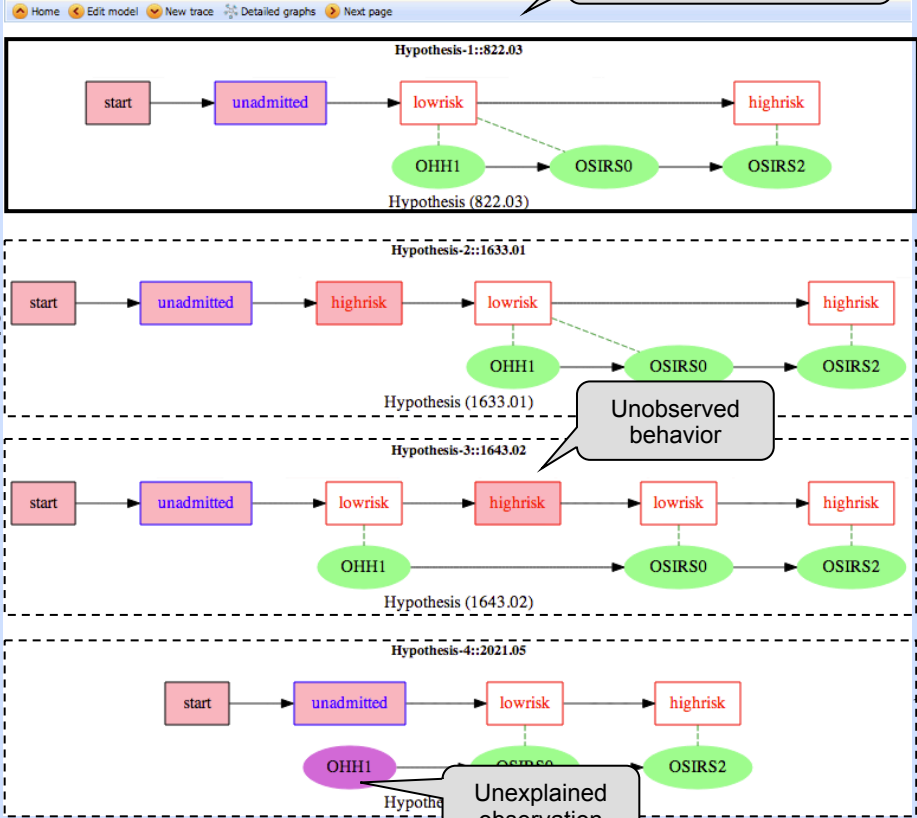 Home Edit model New trace Detailed graphs Next page
Hypothesis-1::822.03
start unadmitted lowrisk highrisk
OHH1 OSIRS0 OSIRS2
Hypothesis (822.03)
Hypothesis-2::1633.01
start unadmitted highrisk lowrisk highrisk
OHH1 OSIRS0 OSIRS2
Hypothesis (1633.01)
Unobserved
behavior
Hypothesis-3::1643.02
start unadmitted lowrisk highrisk lowrisk highrisk
OHH1 OSIRS0 OSIRS2
Hypothesis (1643.02)
Hypothesis-4::2021.05
start unadmitted lowrisk highrisk
OHH1 OSIRS0 OSIRS2
Hypothe
Unexplained
observation